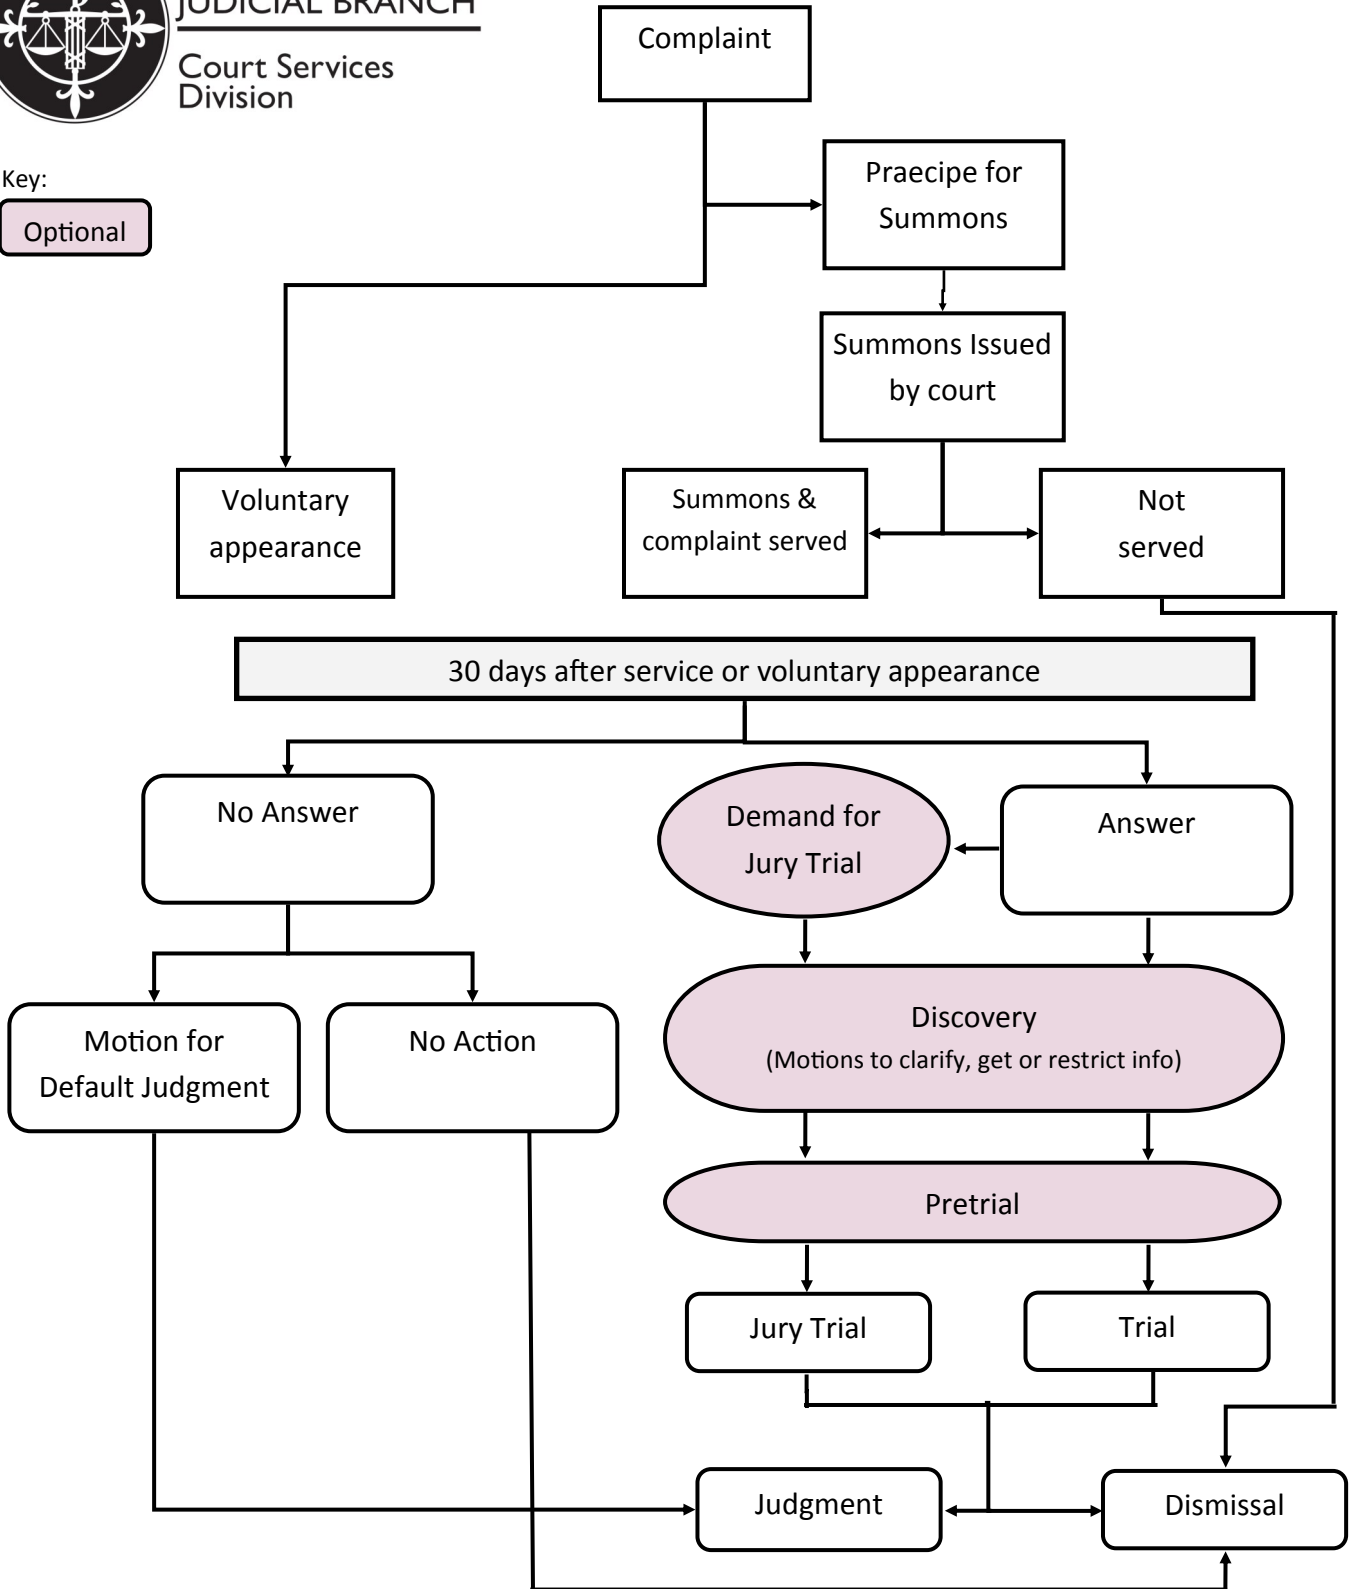 JUDICIAL BRANCH
Court Services
Division
Key:
Optional
Complaint
Praecipe for
Summons
Summons Issued
by court
Voluntary
appearance
Summons &
complaint served
Not
served
30 days after service or voluntary appearance
No Answer
Demand for
Jury Trial
Answer
Motion for
Default Judgment
No Action
Discovery
(Motions to clarify, get or restrict info)
Pretrial
Jury Trial
Trial
Judgment
Dismissal